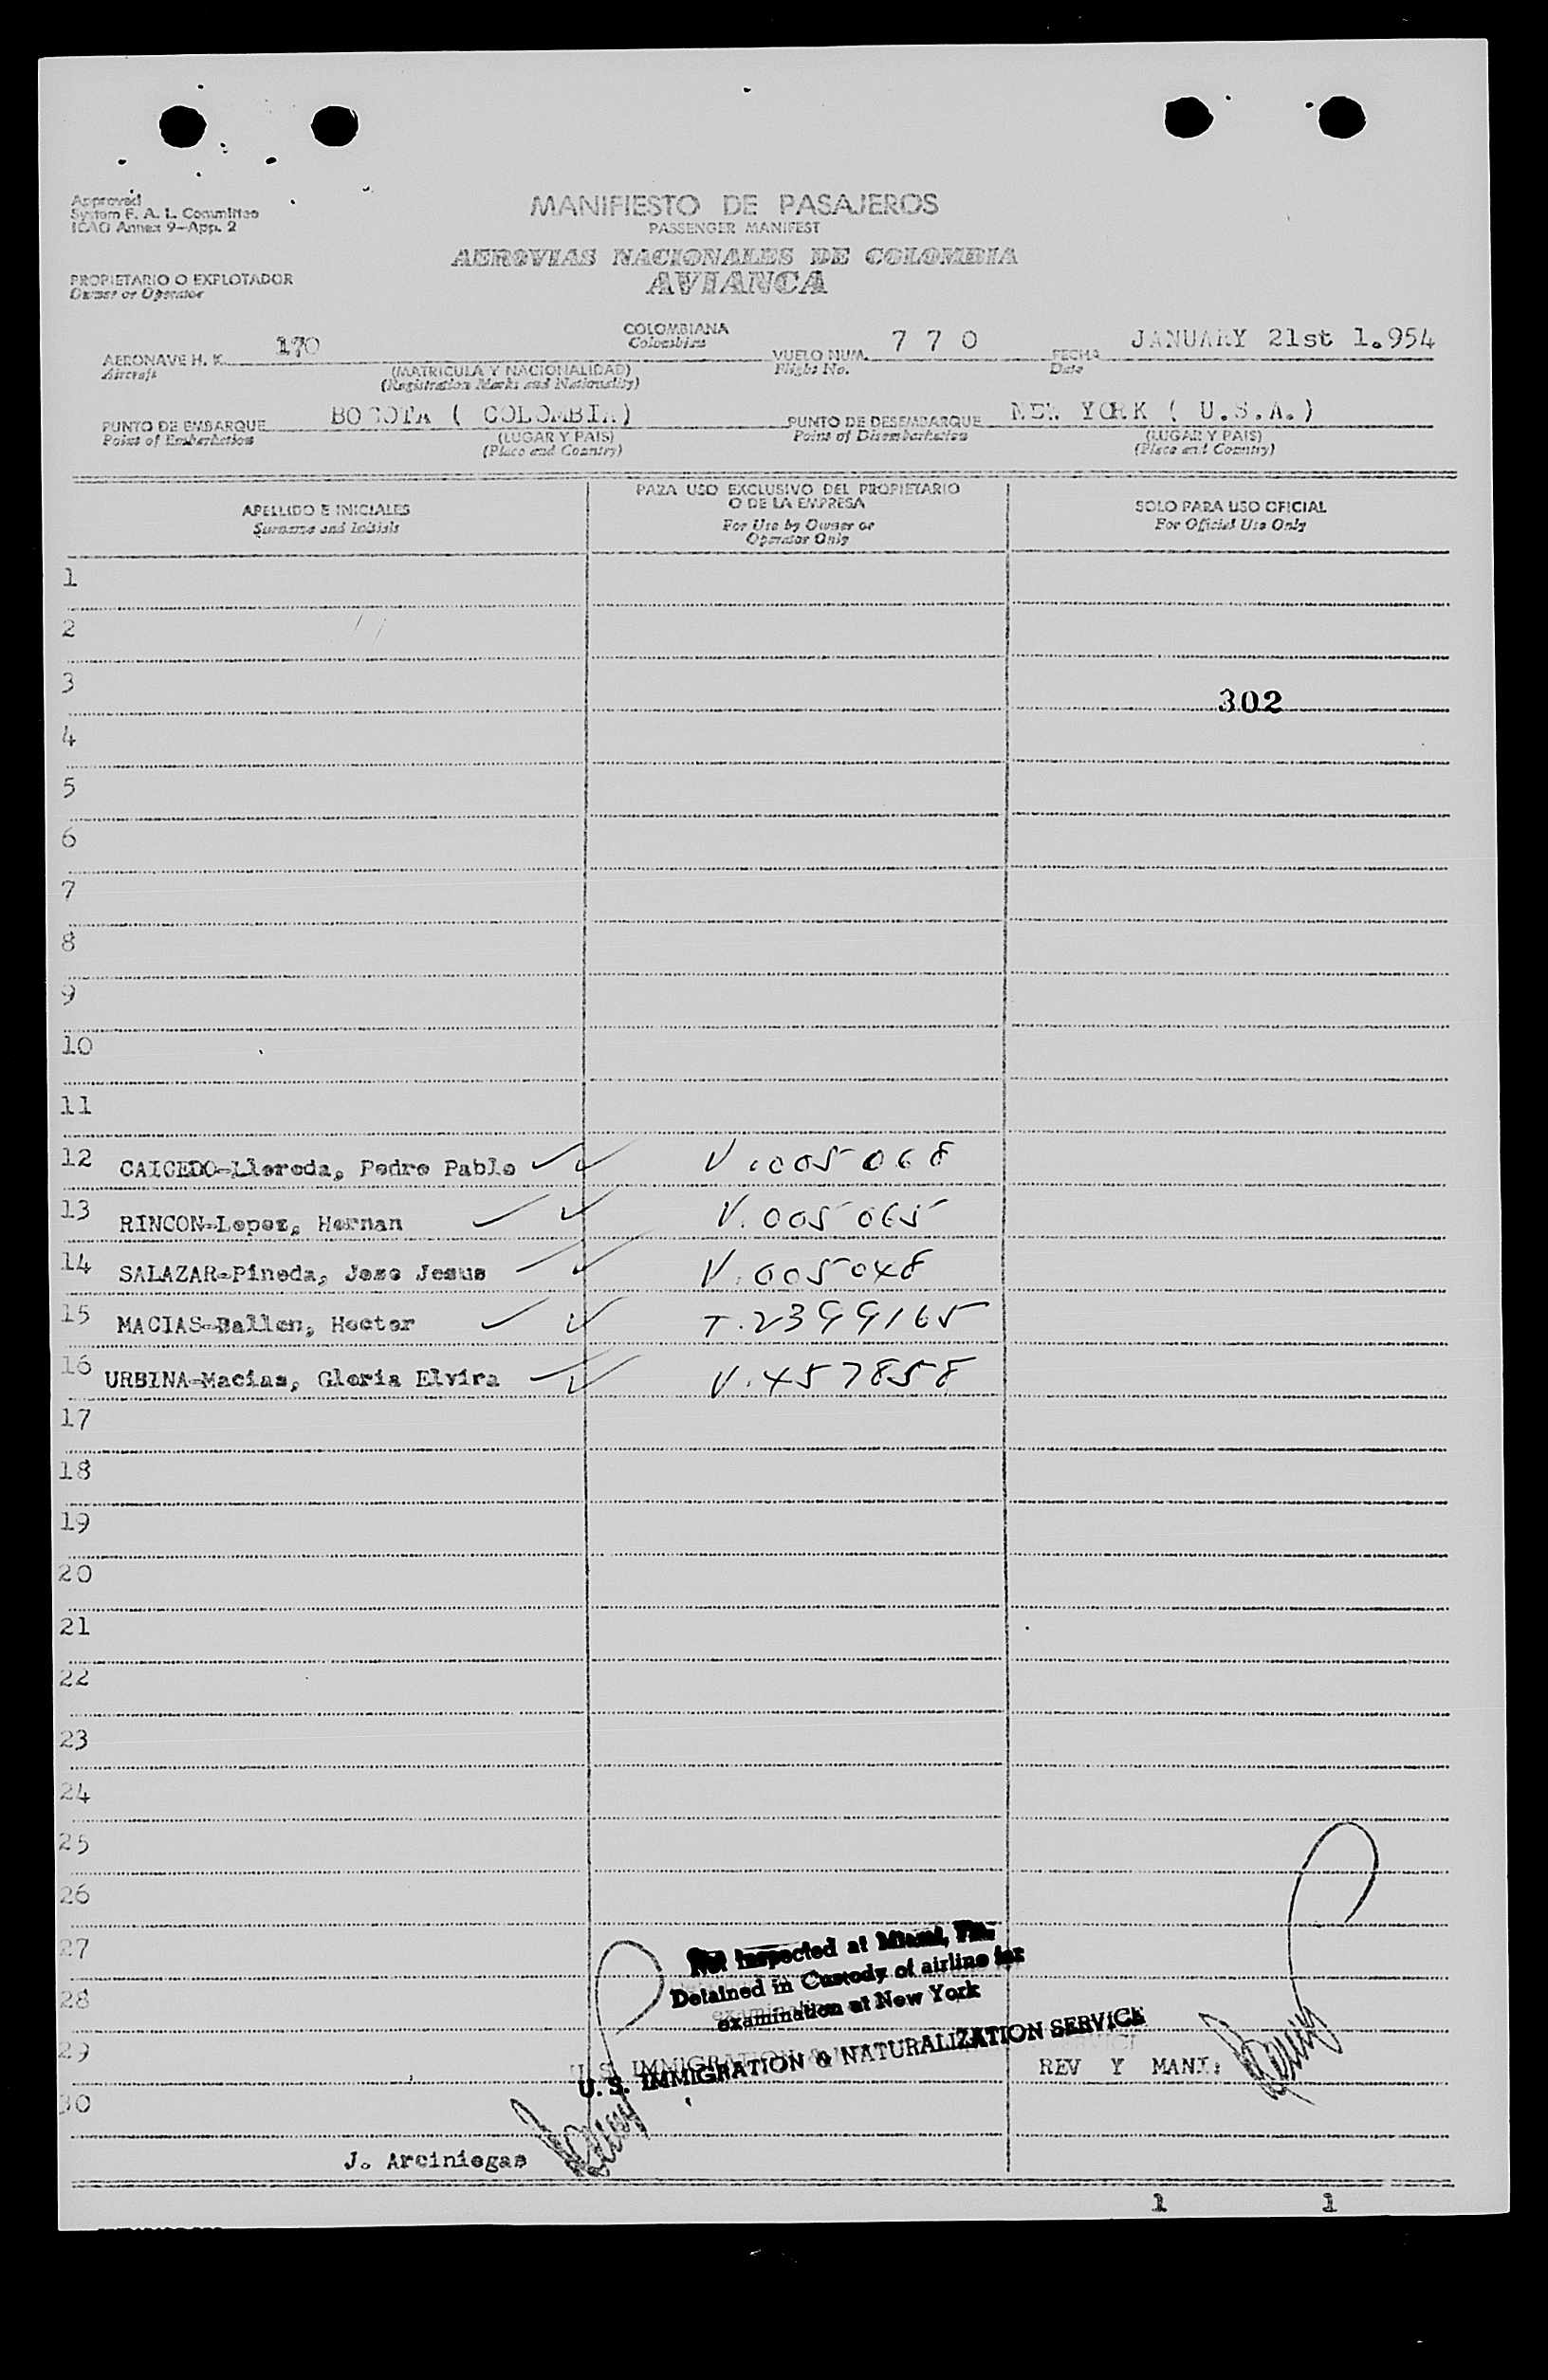 Approved
System F. A. L. Committee
ICAO Annex 9-App. 2
MANIFIESTO DE PASAJEROS
PASSENGER MANIFEST
AEROVIAS NACIONALES DE COLOMBIA
AVIANCA
PROPIETARIO O EXPLOTADOR
Owner or Operator
AERONAVE H. K. 170 COLOMBIANA VUELO NUM. 7 7 0 FECHA JANUARY 21st 1.954
Aircraft (MATRICULA Y NACIONALIDAD) Colombian Flight No. Date
(Registration Marks and Nationality)
PUNTO DE EMBARQUE BOGOTA ( COLOMBIA) PUNTO DE DESEMBARQUE NEW YORK ( U.S.A.)
Point of Embarkation (LUGAR Y PAIS) Point of Disembarkation (LUGAR Y PAIS)
(Place and Country) (Place and Country)
APELLIDO E INICIALES
Surname and Initials
PARA USO EXCLUSIVO DEL PROPIETARIO
O DE LA EMPRESA
For Use by Owner or
Operator Only
SOLO PARA USO OFICIAL
For Official Use Only
1
2
3 302
4
5
6
7
8
9
10
11
12 CAICEDO-Lloreda, Pedro Pablo V.005068
13 RINCON-Lopez, Hernan V.005065
14 SALAZAR-Pineda, Jose Jesus V.005048
15 MACIAS-Ballen, Hector T.2399165
16 URBINA-Macias, Gloria Elvira V.457858
17
18
19
20
21
22
23
24
25
26
27
28
29
30
Not Inspected at Miami, Fla.
Detained in Custody of airline for
examination at New York
U. S. IMMIGRATION & NATURALIZATION SERVICE
REV Y MANI:
J. Arciniegas
1 1